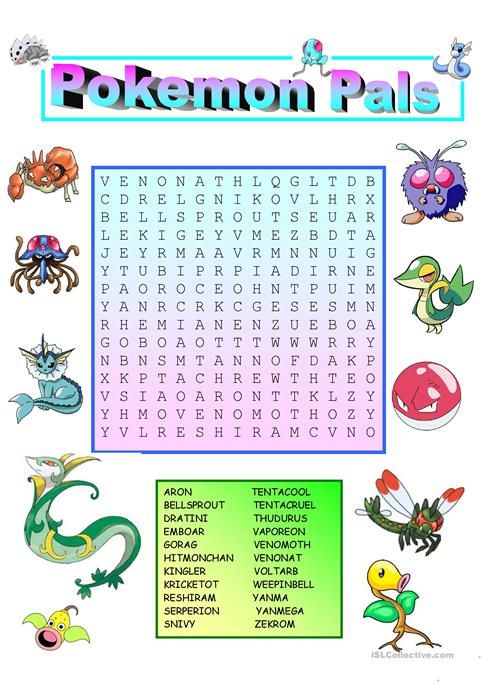 Pokemon Pals
V E N O N A T H L Q G L T D B
C D R E L G N I K O V L H R X
B E L L S P R O U T S E U A R
L E K I G E Y V M E Z B D T A
J E Y R M A A V R M N N U I G
Y T U B I P R P I A D I R N E
P A O R O C E O H N T P U I M
Y A N R C R K C G E S E S M N
R H E M I A N E N Z U E B O A
G O B O A O T T T W W W R R Y
N B N S M T A N N O F D A K P
X K P T A C H R E W T H T E O
V S I A O A R O N T T K L Z Y
Y H M O V E N O M O T H O Z Y
Y V L R E S H I R A M C V N O
ARON TENTACOOL
BELLSPROUT TENTACRUEL
DRATINI THUDURUS
EMBOAR VAPOREON
GORAG VENOMOTH
HITMONCHAN VENONAT
KINGLER VOLTARB
KRICKETOT WEEPINBELL
RESHIRAM YANMA
SERPERION YANMEGA
SNIVY ZEKROM
iSLCollective.com